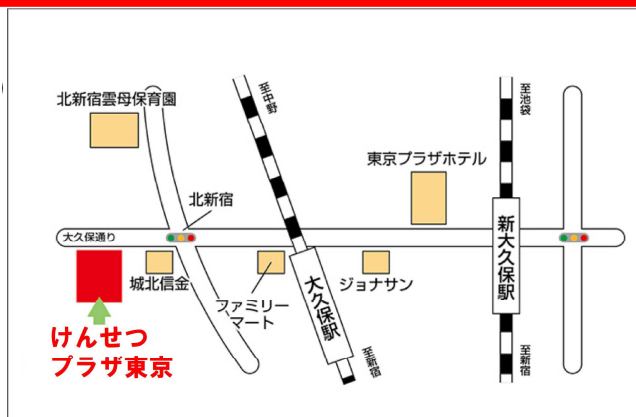 至中野
至池袋
北新宿雲母保育園
東京プラザホテル
北新宿
大久保通り
新大久保駅
城北信金
ファミリー
マート
大久保駅
ジョナサン
けんせつ
プラザ東京
至新宿
至新宿